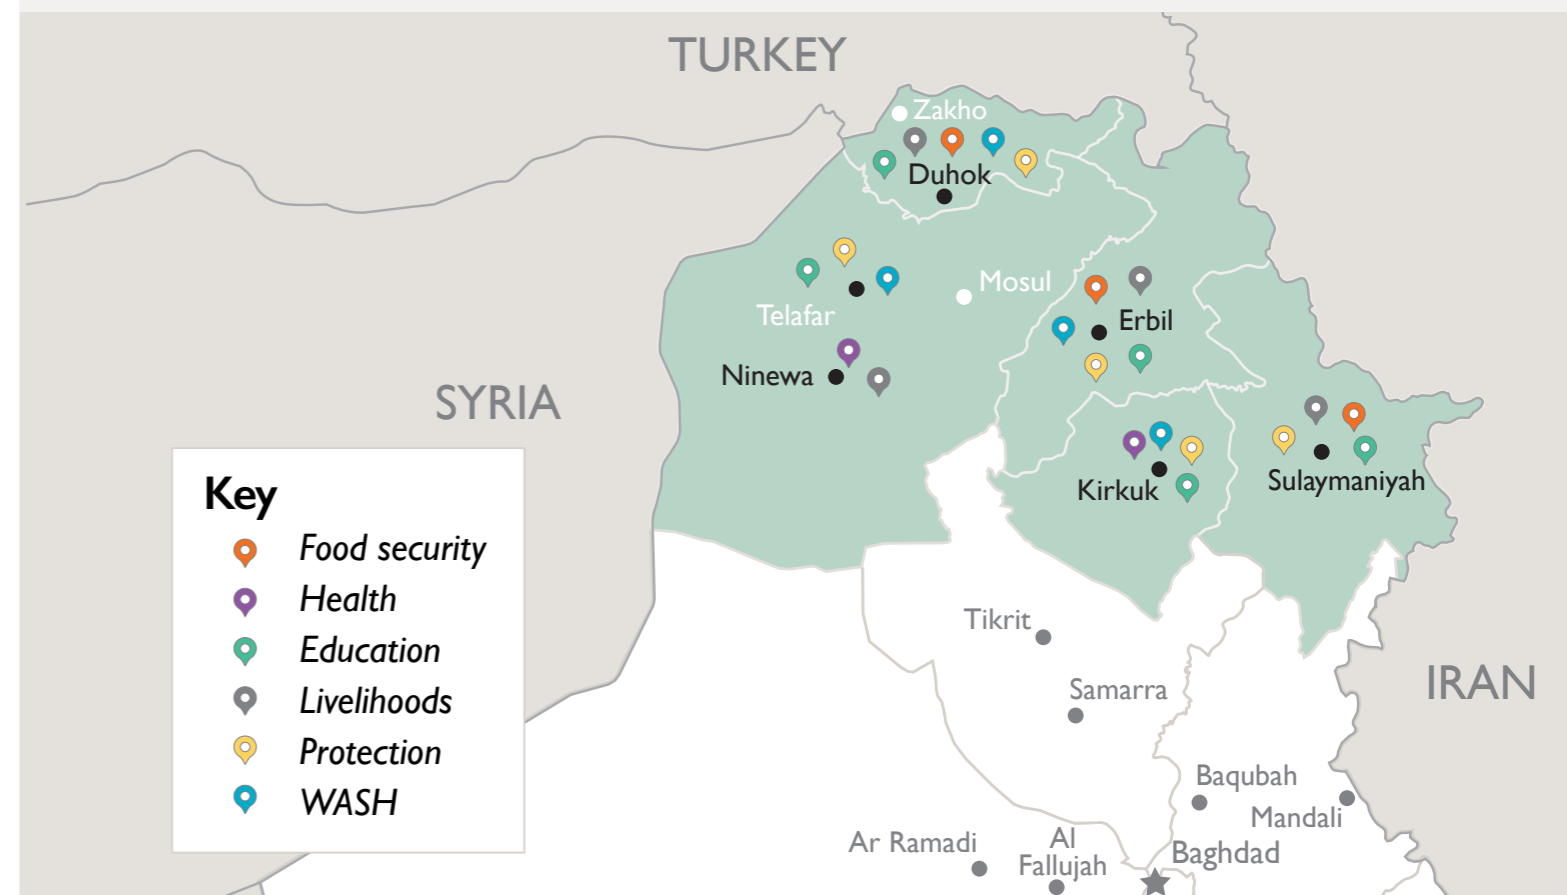 TURKEY
Zakho
Duhok
Mosul
Telafar
Erbil
Ninewa
SYRIA
Kirkuk
Sulaymaniyah
Key
Food security
Health
Education
Livelihoods
Protection
WASH
Tikrit
Samarra
IRAN
Baqubah
Mandali
Ar Ramadi
Al
Fallujah
Baghdad